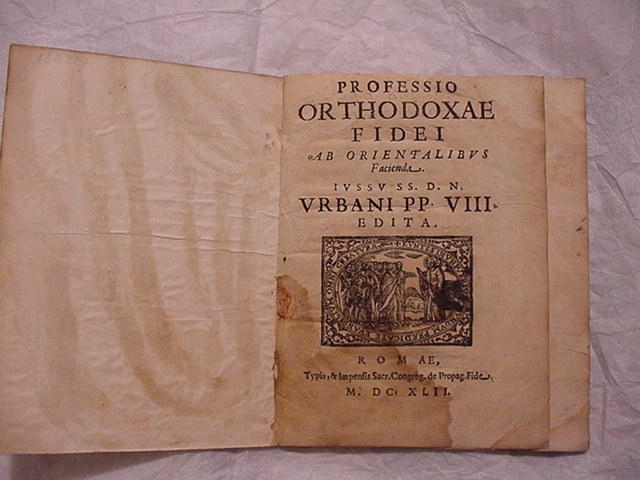 PROFESSIO
ORTHODOXAE
FIDEI
AB ORIENTALIBVS
Facienda.
IVSSV SS. D. N.
VRBANI PP. VIII.
EDITA.
ROMAE,
Typis, & Impensis Sacr. Congreg. de Propag. Fide.
M. DC. XLII.